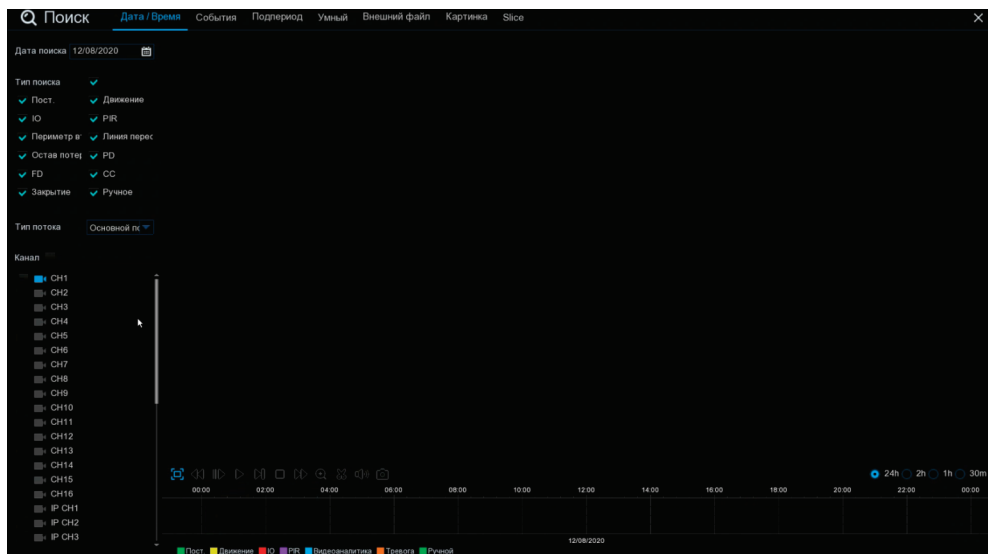 Поиск Дата / Время События Подпериод Умный Внешний файл Картинка Slice
Дата поиска 12/08/2020
Тип поиска
Пост. Движение
IO PIR
Периметр в Линия перес
Остав потер PD
FD CC
Закрытие Ручное
Тип потока Основной по
Канал
CH1
CH2
CH3
CH4
CH5
CH6
CH7
CH8
CH9
CH10
CH11
CH12
CH13
CH14
CH15
CH16
IP CH1
IP CH2
IP CH3
24h 2h 1h 30m
00:00 02:00 04:00 06:00 08:00 10:00 12:00 14:00 16:00 18:00 20:00 22:00 00:00
12/08/2020
Пост Движение IO PIR Видеоаналитика Тревога Ручной